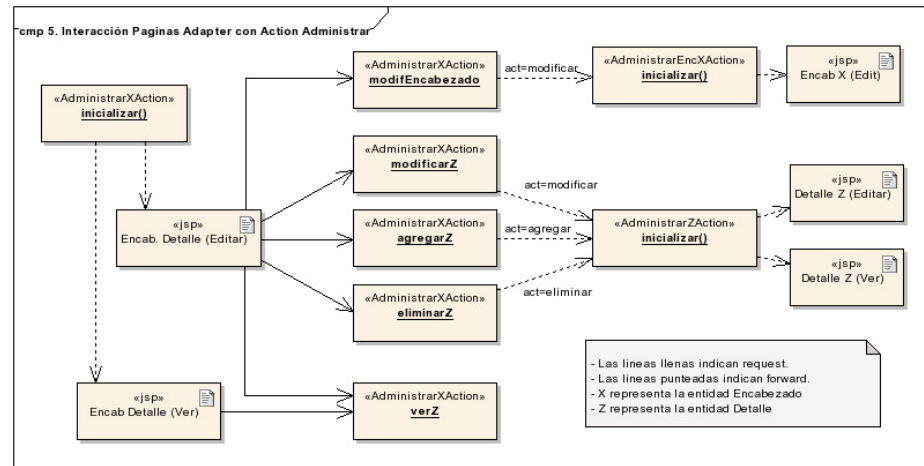 cmp 5. Interacción Paginas Adapter con Action Administrar
«AdministrarXAction»
inicializar()
«jsp»
Encab. Detalle (Editar)
«jsp»
Encab Detalle (Ver)
«AdministrarXAction»
modifEncabezado
«AdministrarXAction»
modificarZ
«AdministrarXAction»
agregarZ
«AdministrarXAction»
eliminarZ
«AdministrarXAction»
verZ
act=modificar
act=modificar
act=agregar
act=eliminar
«AdministrarEncXAction»
inicializar()
«AdministrarZAction»
inicializar()
«jsp»
Encab X (Edit)
«jsp»
Detalle Z (Editar)
«jsp»
Detalle Z (Ver)
- Las lineas llenas indican request.
- Las lineas punteadas indican forward.
- X representa la entidad Encabezado
- Z representa la entidad Detalle